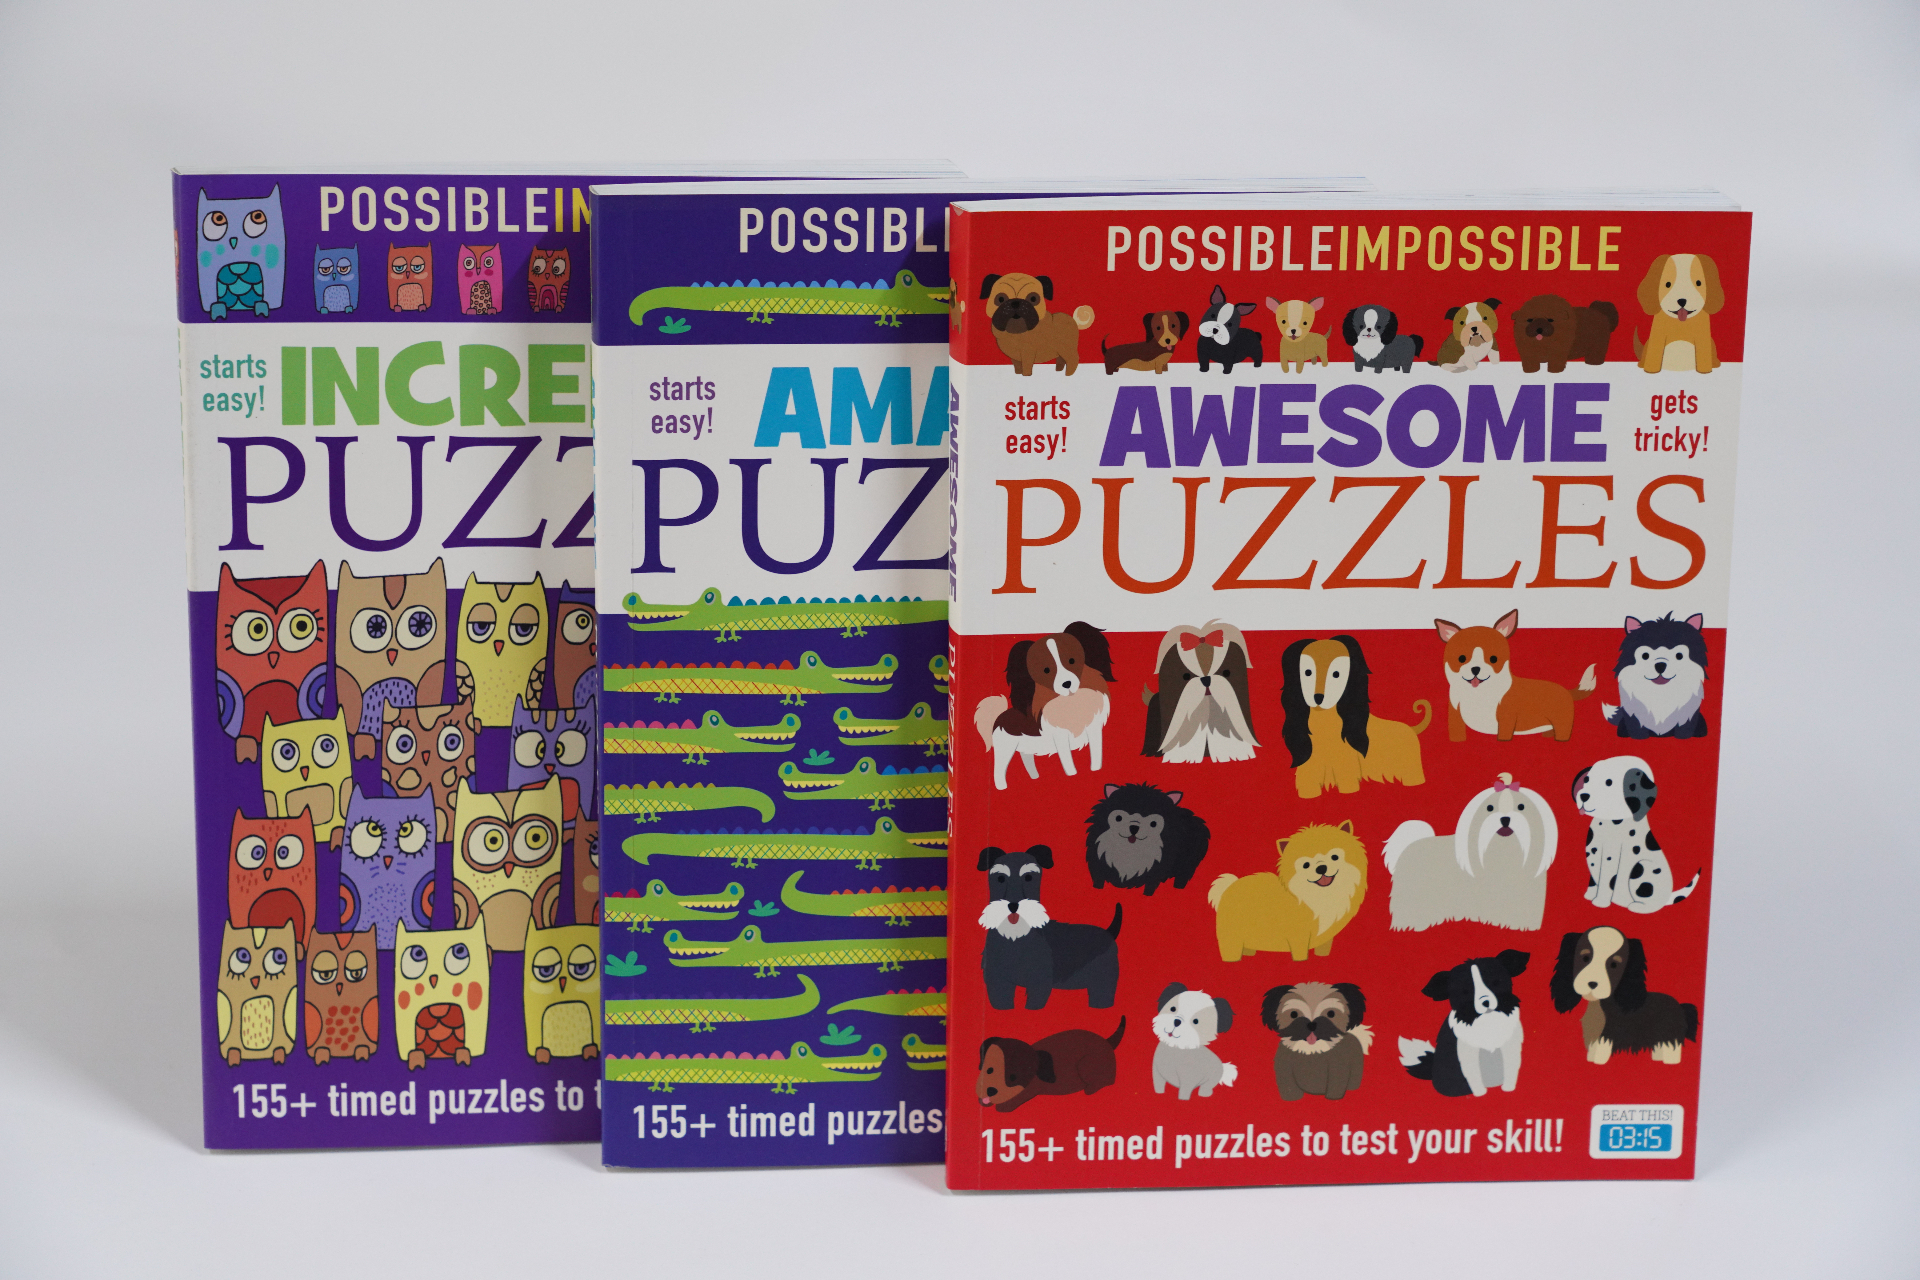 POSSIBLEIM
starts
easy!
INCRE
PUZZ
155+ timed puzzles to t
POSSIBL
starts
easy!
AMA
PUZ
155+ timed puzzles
POSSIBLEIMPOSSIBLE
starts
easy!
AWESOME
gets
tricky!
PUZZLES
155+ timed puzzles to test your skill!
BEAT THIS!
03:15
AWESOME PUZZLES